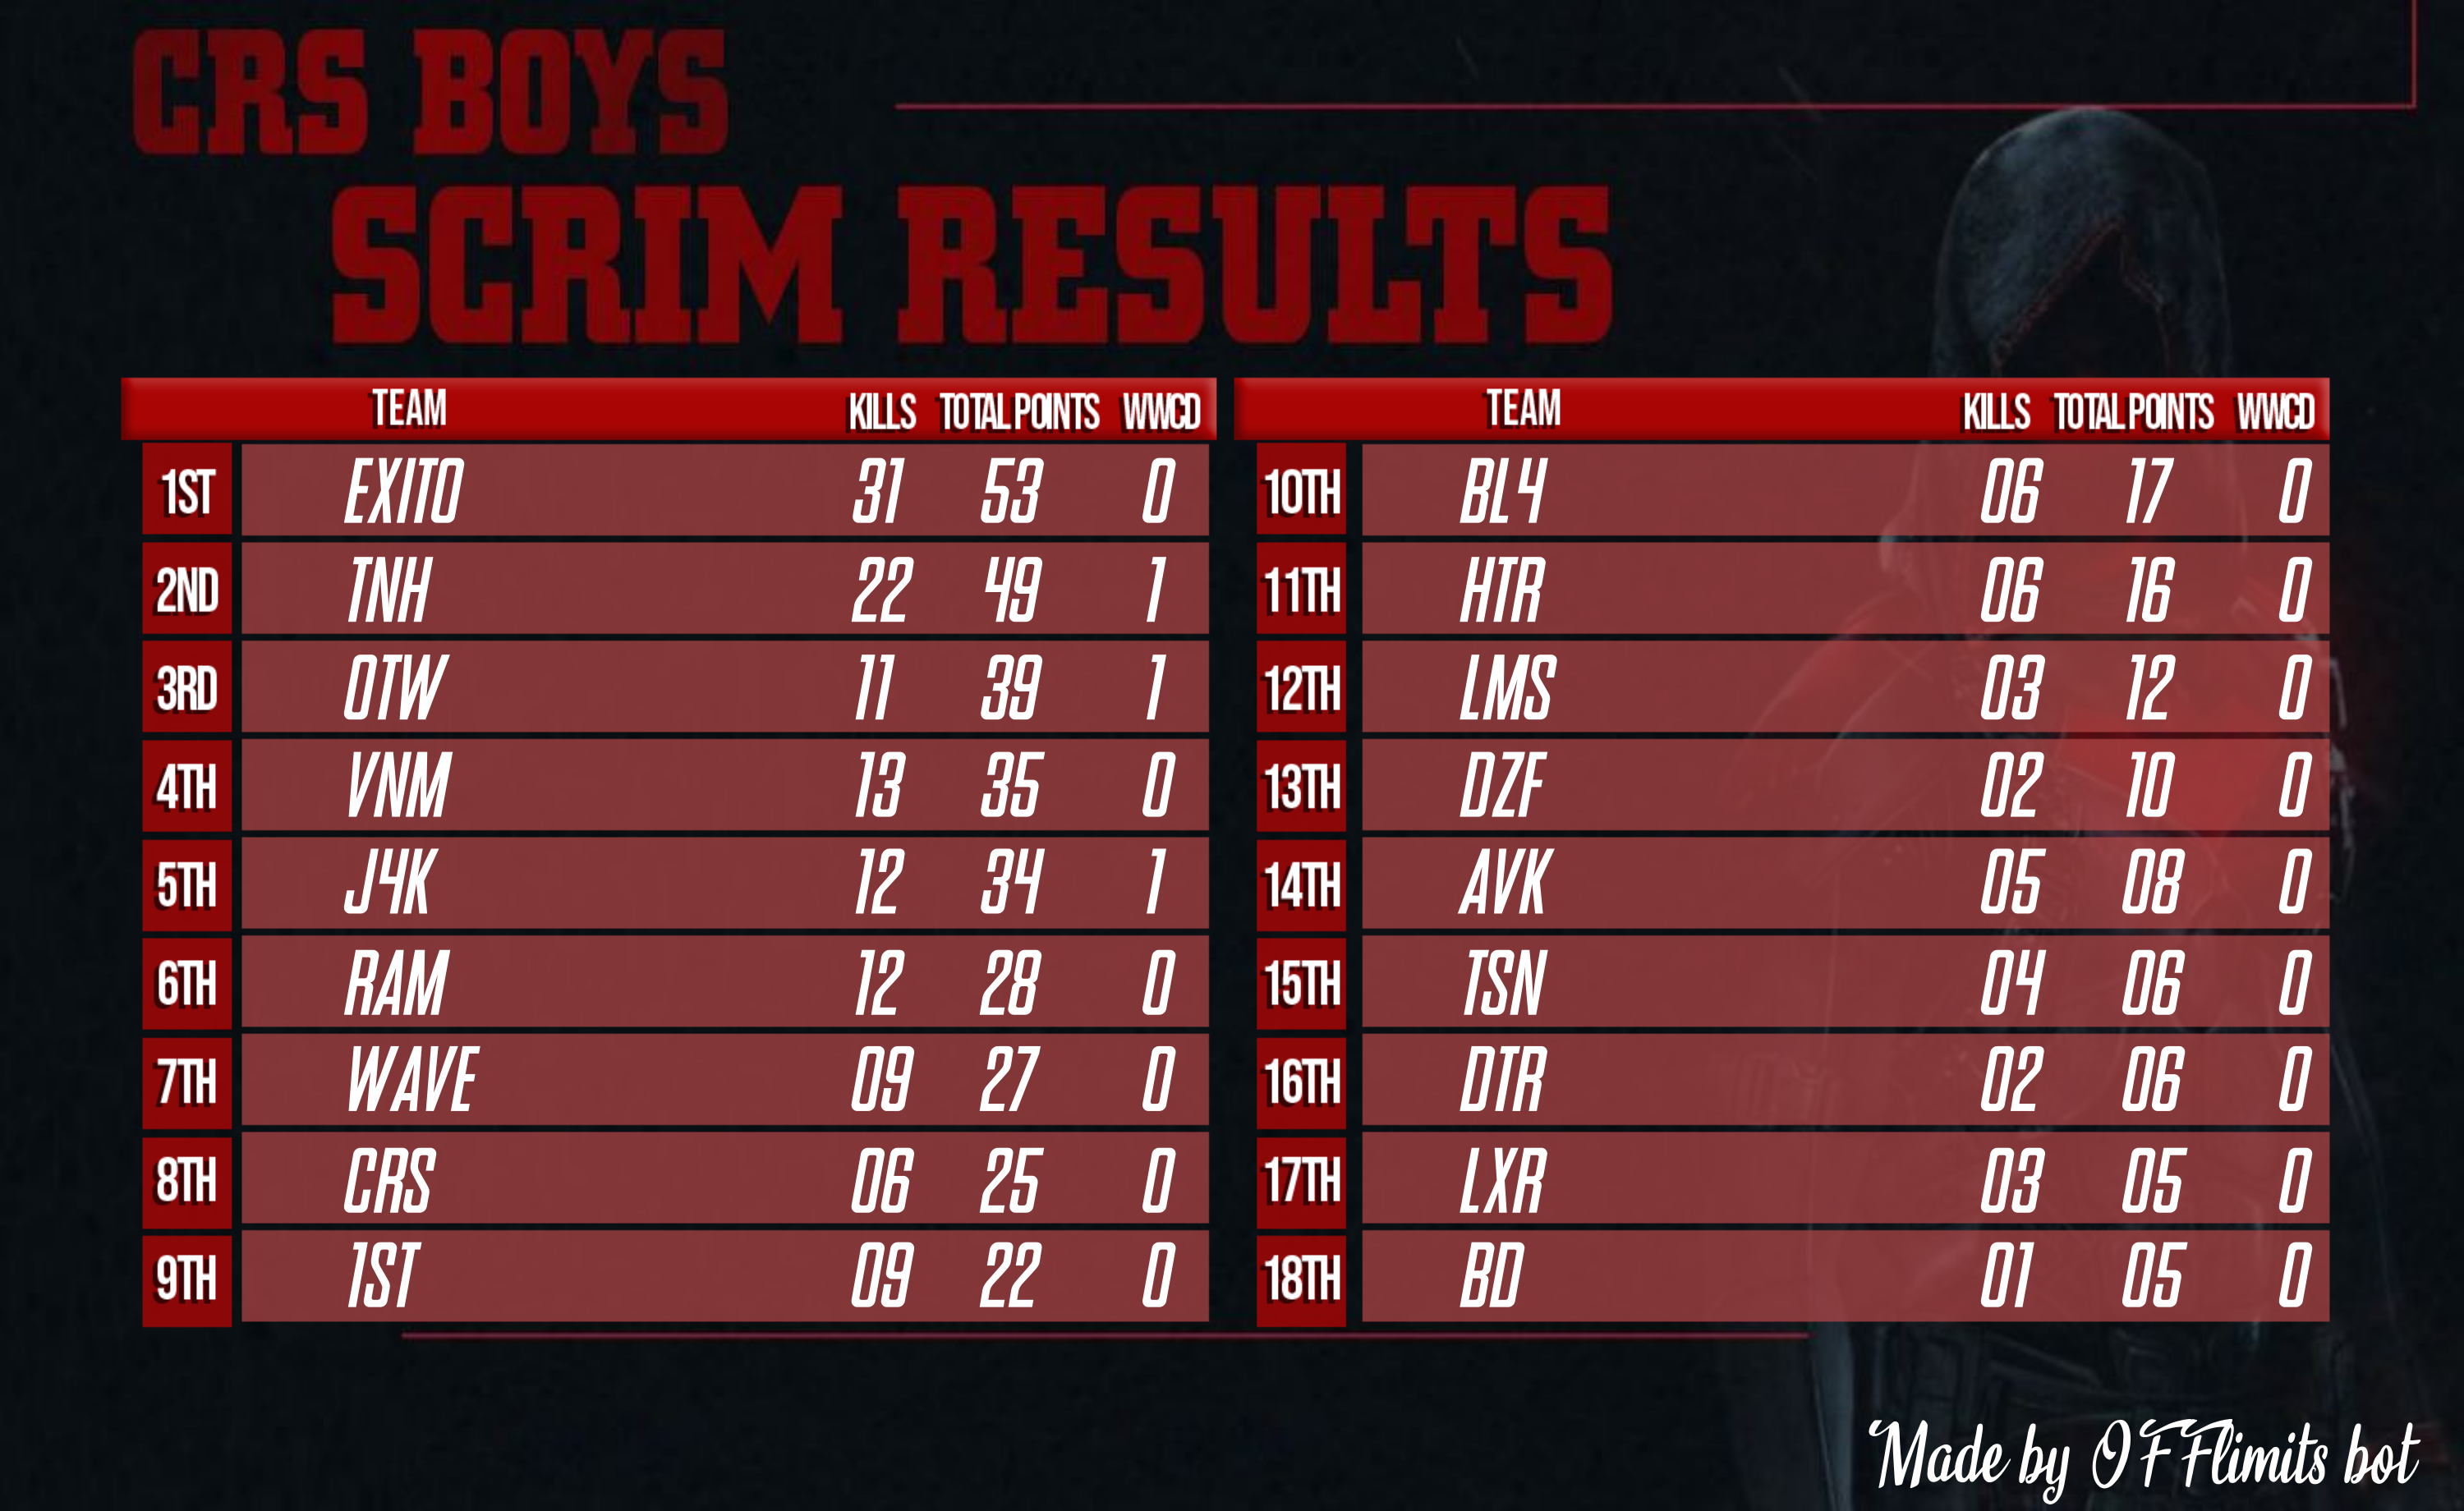 CRS BOYS
SCRIM RESULTS
TEAM KILLS TOTAL POINTS WWCD
1ST EXITO 31 53 0
2ND TNH 22 49 1
3RD OTW 11 39 1
4TH VNM 13 35 0
5TH J4K 12 34 1
6TH RAM 12 28 0
7TH WAVE 09 27 0
8TH CRS 06 25 0
9TH 1ST 09 22 0
TEAM KILLS TOTAL POINTS WWCD
10TH BL4 06 17 0
11TH HTR 06 16 0
12TH LMS 03 12 0
13TH DZF 02 10 0
14TH AVK 05 08 0
15TH TSN 04 06 0
16TH DTR 02 06 0
17TH LXR 03 05 0
18TH BD 01 05 0
Made by OFFlimits bot